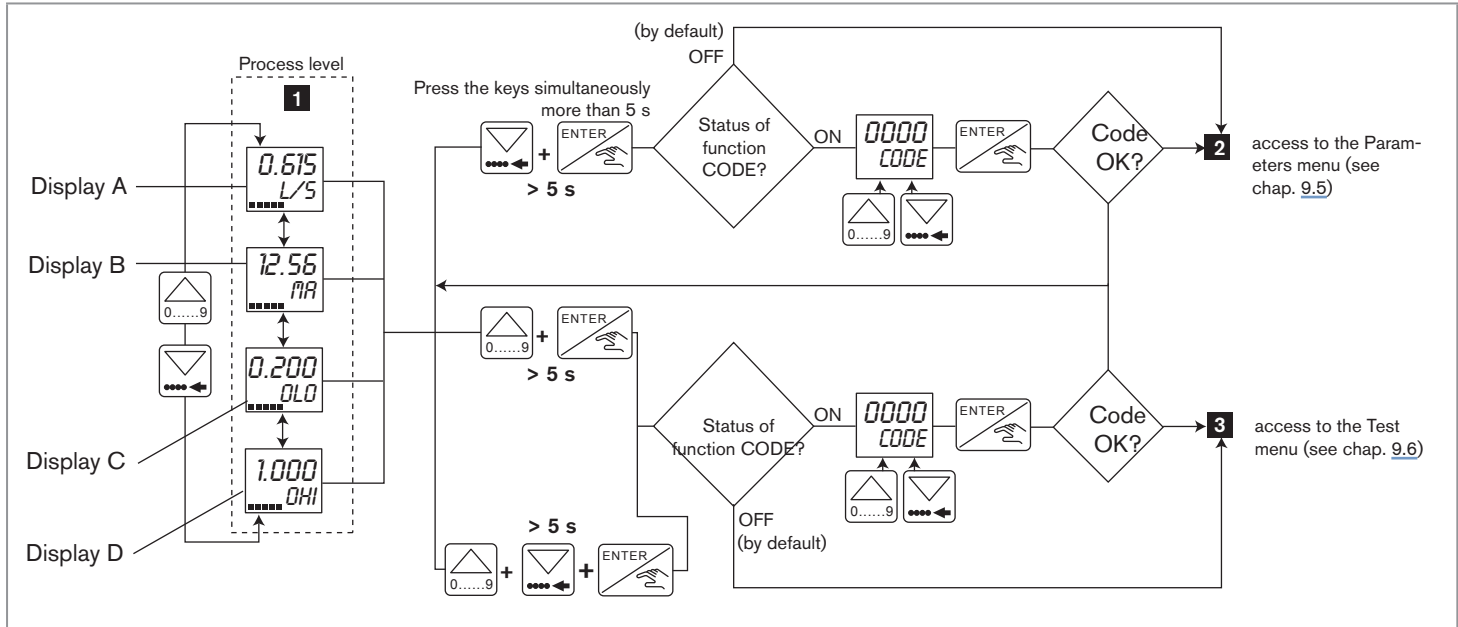 Process level
1
Display A
0.615
L/S
Display B
12.56
MA
Display C
0.200
OLO
Display D
1.000
OHI
0......9
Press the keys simultaneously
more than 5 s
ENTER
+
> 5 s
(by default)
OFF
Status of
function
CODE?
ON
0000
CODE
0......9
ENTER
Code
OK?
2
access to the Param-
eters menu (see
chap. 9.5)
0......9
+
ENTER
> 5 s
Status of
function CODE?
ON
0000
CODE
0......9
ENTER
Code
OK?
3
access to the Test
menu (see chap. 9.6)
OFF
(by default)
> 5 s
0......9
+
+
ENTER